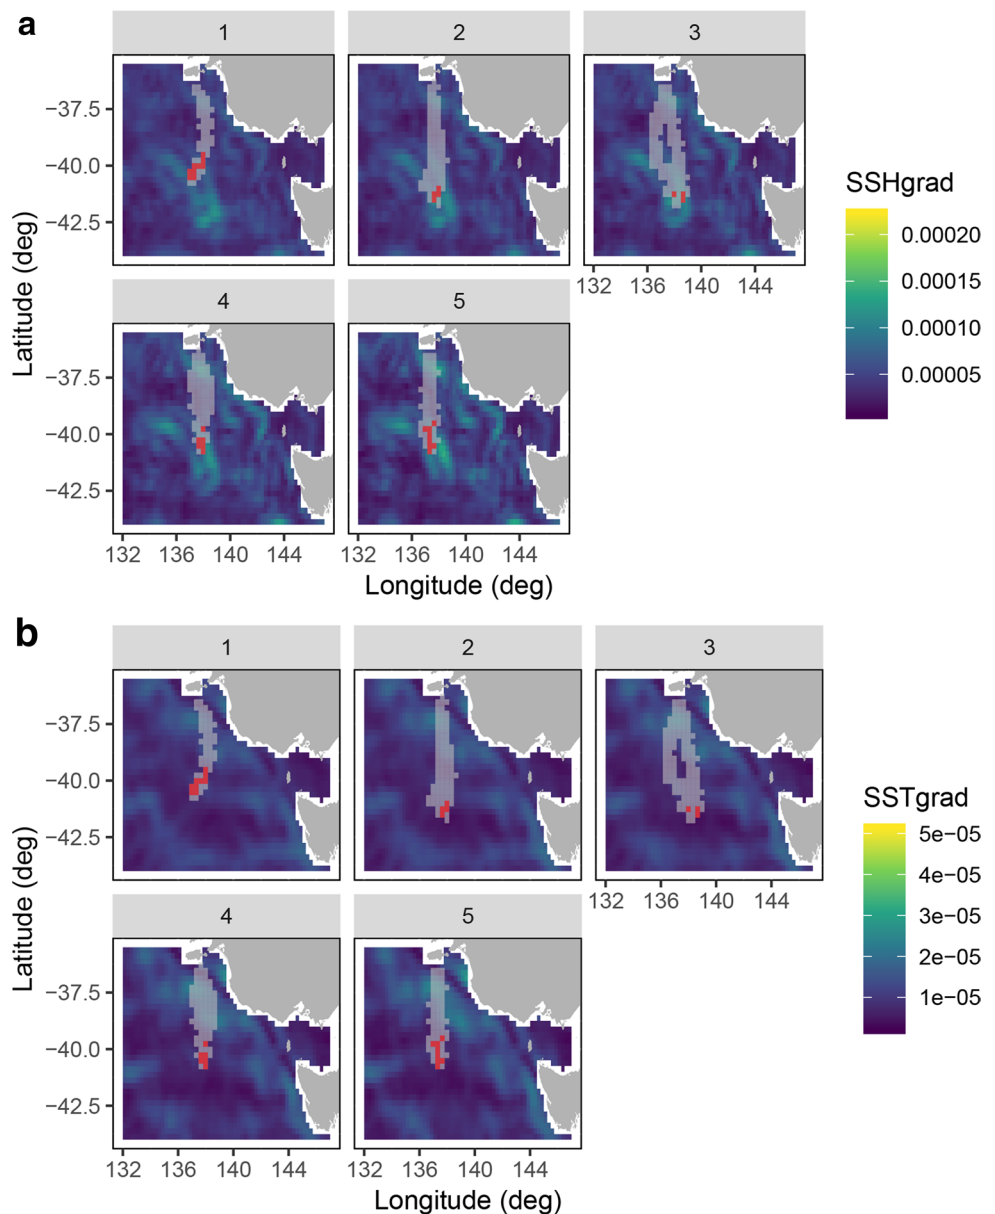 a
1 2 3
−37.5
−40.0
−42.5
132 136 140 144
4 5
−37.5
−40.0
−42.5
132 136 140 144 132 136 140 144
Latitude (deg)
Longitude (deg)
SSHgrad
0.00020
0.00015
0.00010
0.00005
b
1 2 3
−37.5
−40.0
−42.5
132 136 140 144
4 5
−37.5
−40.0
−42.5
132 136 140 144 132 136 140 144
Latitude (deg)
Longitude (deg)
SSTgrad
5e−05
4e−05
3e−05
2e−05
1e−05